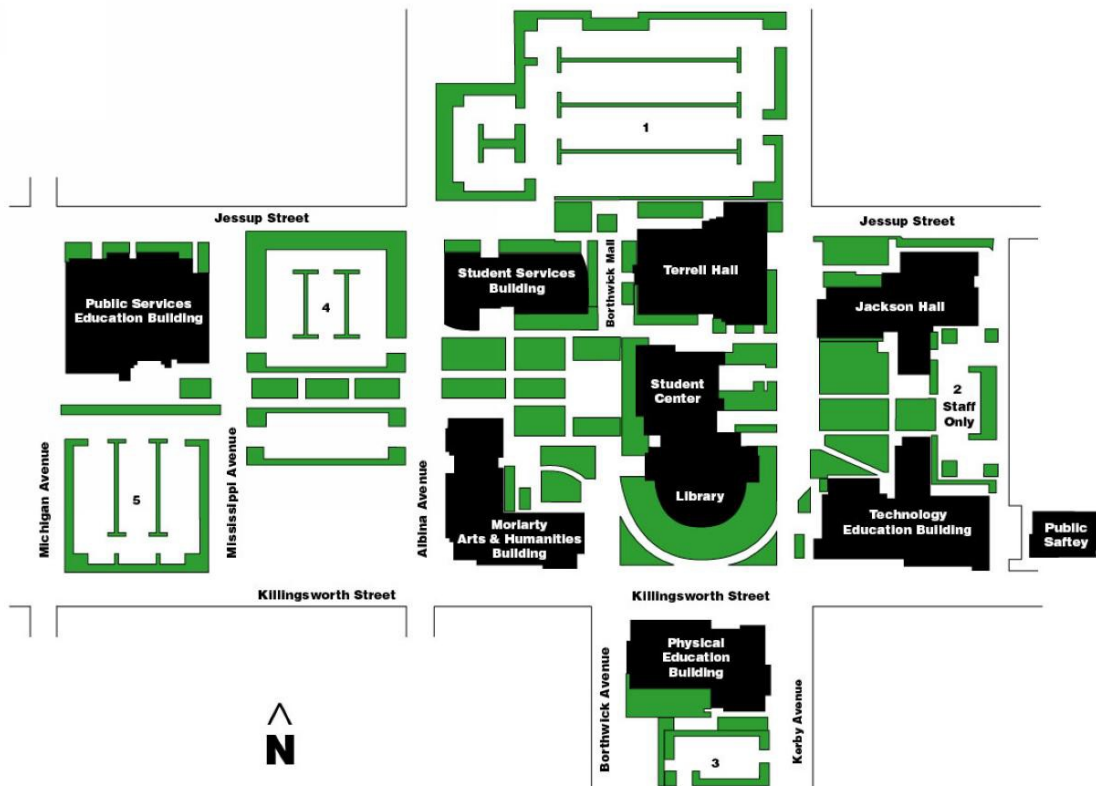 1
Jessup Street
Jessup Street
Student Services
Building
Borthwick Mall
Terrell Hall
Public Services
Education Building
4
Jackson Hall
Student
Center
2
Staff
Only
Michigan Avenue
5
Mississippi Avenue
Albina Avenue
Moriarty
Arts & Humanities
Building
Library
Technology
Education Building
Public
Saftey
Killingsworth Street
Killingsworth Street
Physical
Education
Building
Borthwick Avenue
Kerby Avenue
3
N